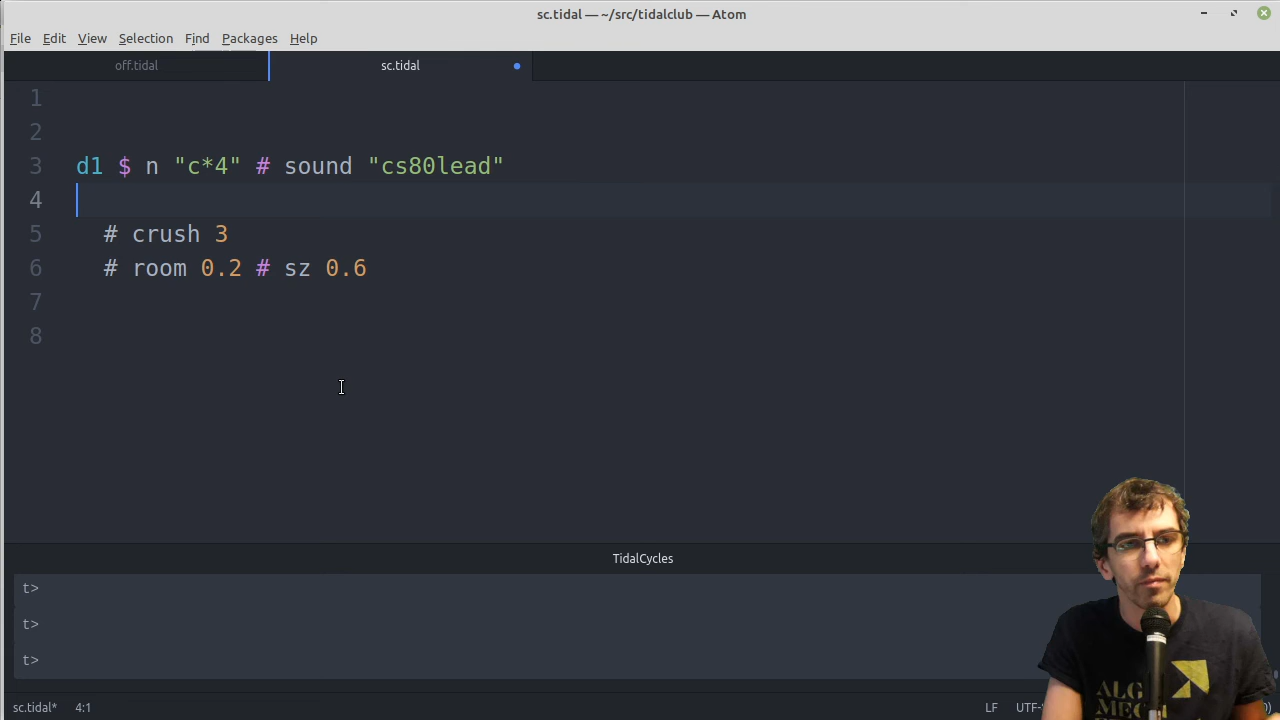 sc.tidal — ~/src/tidalclub — Atom
File Edit View Selection Find Packages Help
off.tidal sc.tidal
1
2
3 d1 $ n "c*4" # sound "cs80lead"
4
5 # crush 3
6 # room 0.2 # sz 0.6
7
8
TidalCycles
t>
t>
t>
ALG
MECH
sc.tidal* 4:1 LF